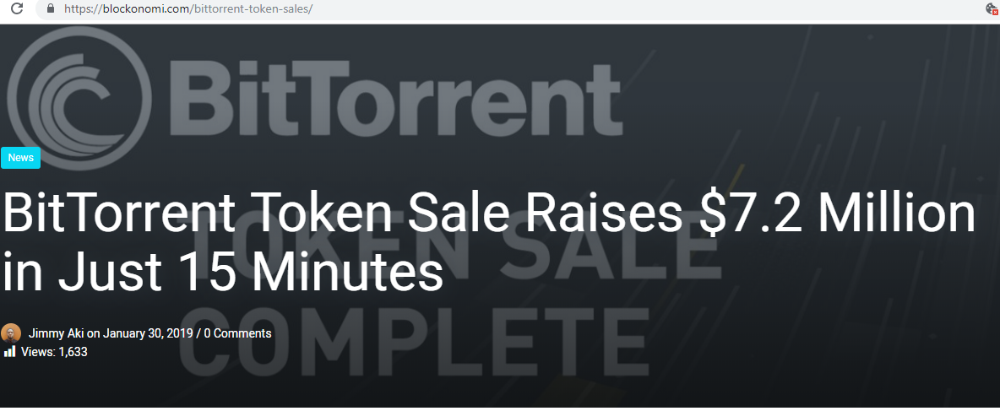 https://blockonomi.com/bittorrent-token-sales/
BitTorrent
News
BitTorrent Token Sale Raises $7.2 Million
in Just 15 Minutes
TOKEN SALE
COMPLETE
Jimmy Aki on January 30, 2019 / 0 Comments
Views: 1,633